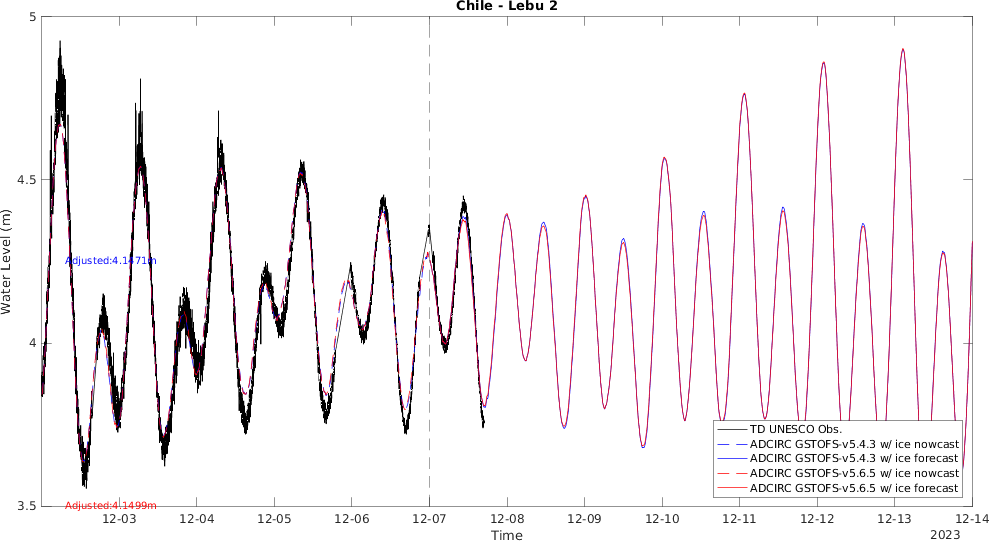 Chile - Lebu 2
Water Level (m)
5
4.5
4
3.5
Adjusted:4.1471m
Adjusted:4.1499m
TD UNESCO Obs.
ADCIRC GSTOFS-v5.4.3 w/ ice nowcast
ADCIRC GSTOFS-v5.4.3 w/ ice forecast
ADCIRC GSTOFS-v5.6.5 w/ ice nowcast
ADCIRC GSTOFS-v5.6.5 w/ ice forecast
12-03 12-04 12-05 12-06 12-07 12-08 12-09 12-10 12-11 12-12 12-13 12-14
Time
2023